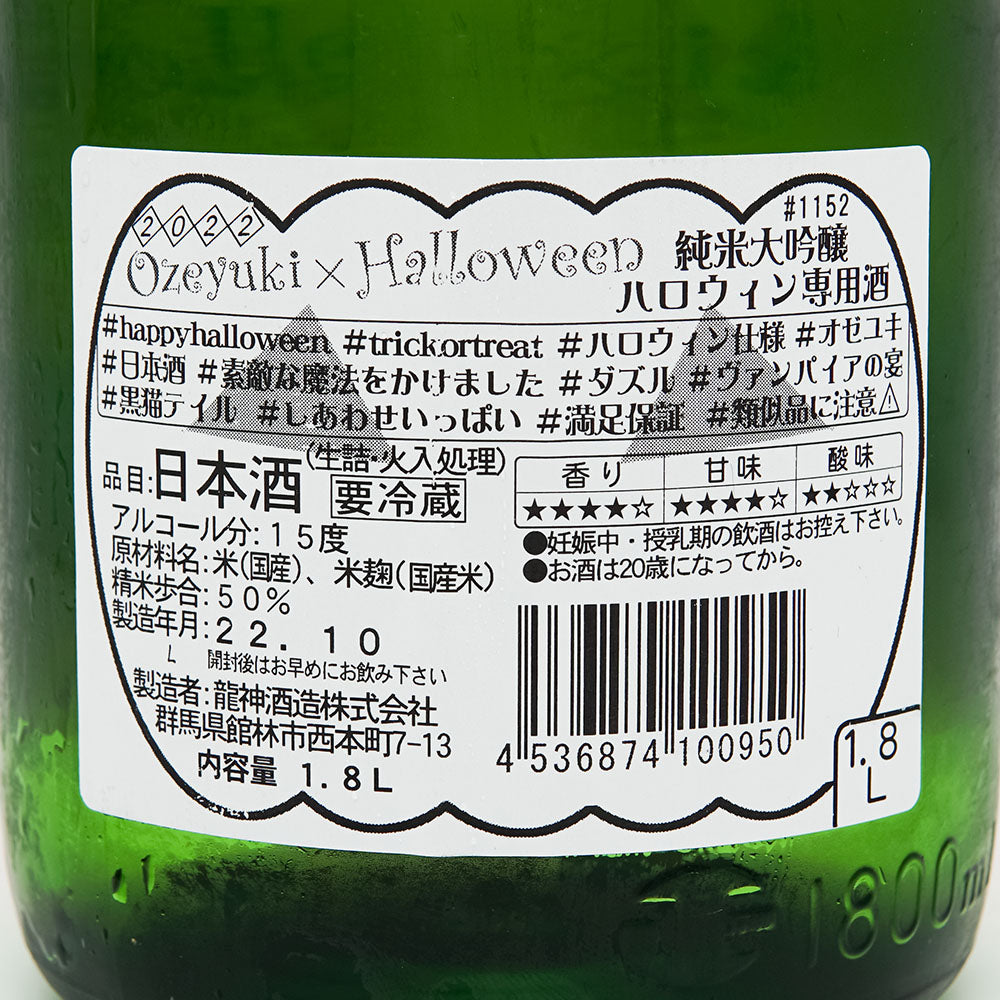 2022
#1152
Ozeyuki×Halloween
純米大吟醸
ハロウィン専用酒
#happyhalloween #trickortreat #ハロウィン仕様 #オゼユキ
#日本酒 #素敵な魔法をかけました #ダズル #ヴァンパイアの宴
#黒猫テイル #しあわせいっぱい #満足保証 #類似品に注意⚠
(生詰・火入処理)
品目:日本酒 要冷蔵
香り 甘味 酸味
★★★★☆ ★★★★☆ ★★☆☆☆
アルコール分:15度
原材料名:米(国産)、米麹(国産米)
精米歩合:50%
製造年月:22.10
L 開封後はお早めにお飲み下さい
製造者:龍神酒造株式会社
群馬県館林市西本町7-13
内容量 1.8L
●妊娠中・授乳期の飲酒はお控え下さい。
●お酒は20歳になってから。
4 536874 100950
1.8
L
1800ml